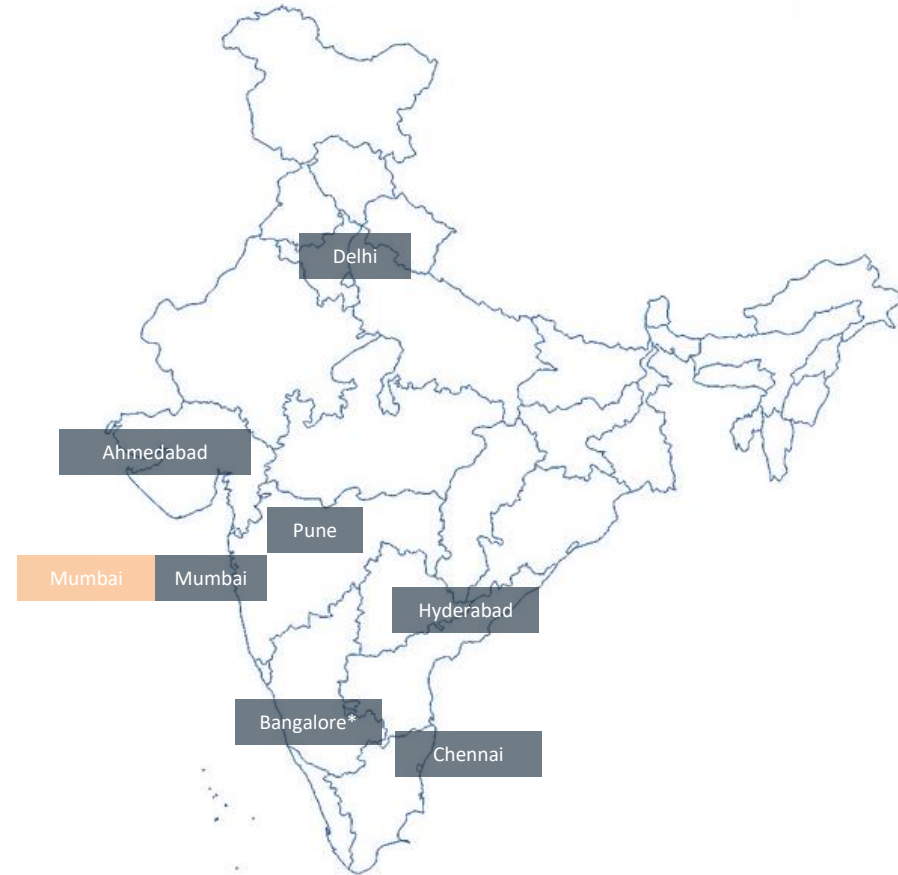 Delhi
Ahmedabad
Pune
Mumbai
Mumbai
Hyderabad
Bangalore*
Chennai